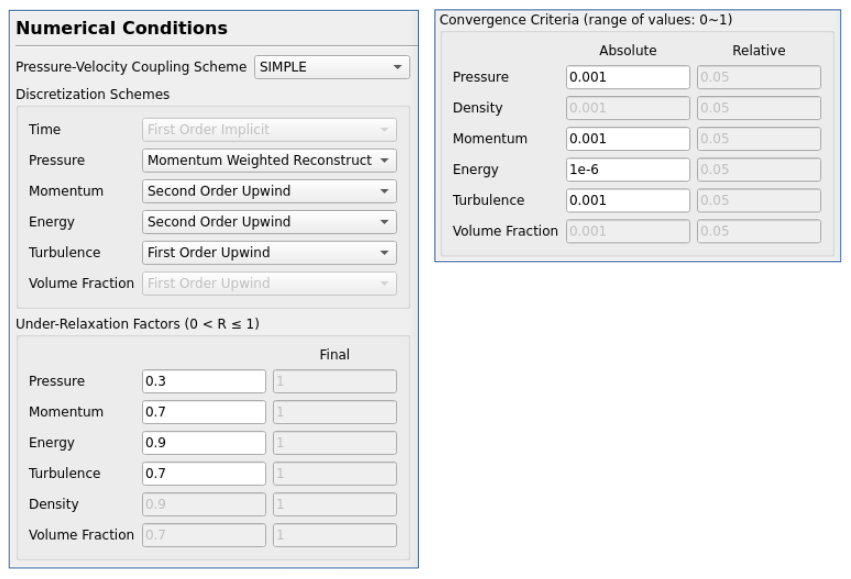 Numerical Conditions
Pressure-Velocity Coupling Scheme SIMPLE
Discretization Schemes
Time First Order Implicit
Pressure Momentum Weighted Reconstruct
Momentum Second Order Upwind
Energy Second Order Upwind
Turbulence First Order Upwind
Volume Fraction First Order Upwind
Under-Relaxation Factors (0 < R ≤ 1)
Final
Pressure 0.3 1
Momentum 0.7 1
Energy 0.9 1
Turbulence 0.7 1
Density 0.9 1
Volume Fraction 0.7 1
Convergence Criteria (range of values: 0~1)
Absolute Relative
Pressure 0.001 0.05
Density 0.001 0.05
Momentum 0.001 0.05
Energy 1e-6 0.05
Turbulence 0.001 0.05
Volume Fraction 0.001 0.05